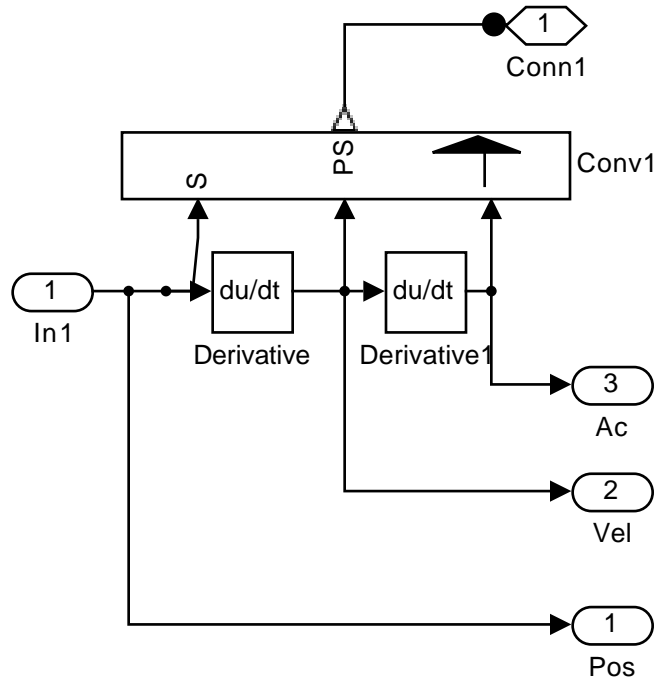 1
Conn1
S
PS
Conv1
1
In1
du/dt
Derivative
du/dt
Derivative1
3
Ac
2
Vel
1
Pos